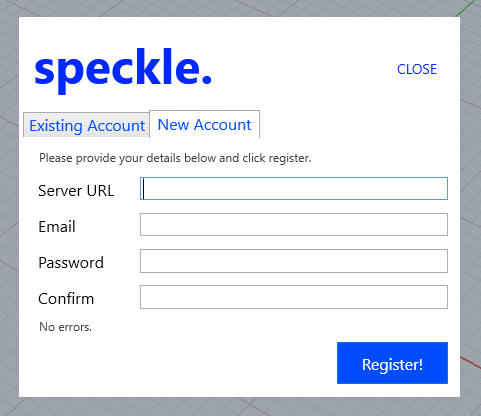 speckle.
CLOSE
Existing Account New Account
Please provide your details below and click register.
Server URL
Email
Password
Confirm
No errors.
Register!